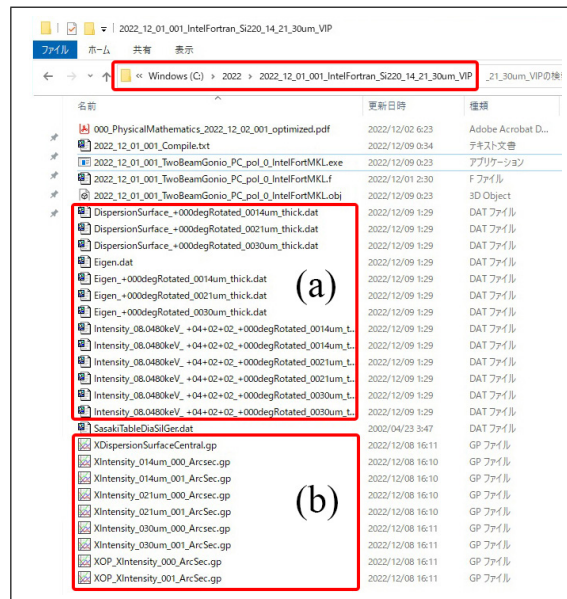 2022_12_01_001_IntelFortran_Si220_14_21_30um_VIP
ファイル ホーム 共有 表示
« Windows (C:) › 2022 › 2022_12_01_001_IntelFortran_Si220_14_21_30um_VIP _21_30um_VIPの検
名前 更新日時 種類
000_PhysicalMathematics_2022_12_02_001_optimized.pdf 2022/12/02 6:23 Adobe Acrobat D...
2022_12_01_001_Compile.txt 2022/12/09 0:34 テキスト文書
2022_12_01_001_TwoBeamGonio_PC_pol_0_IntelFortMKL.exe 2022/12/09 0:23 アプリケーション
2022_12_01_001_TwoBeamGonio_PC_pol_0_IntelFortMKL.f 2022/12/01 2:30 F ファイル
2022_12_01_001_TwoBeamGonio_PC_pol_0_IntelFortMKL.obj 2022/12/09 0:23 3D Object
DispersionSurface_+000degRotated_0014um_thick.dat 2022/12/09 1:29 DAT ファイル
DispersionSurface_+000degRotated_0021um_thick.dat 2022/12/09 1:29 DAT ファイル
DispersionSurface_+000degRotated_0030um_thick.dat 2022/12/09 1:29 DAT ファイル
Eigen.dat 2022/12/09 1:29 DAT ファイル
Eigen_+000degRotated_0014um_thick.dat 2022/12/09 1:29 DAT ファイル
Eigen_+000degRotated_0021um_thick.dat 2022/12/09 1:29 DAT ファイル
Eigen_+000degRotated_0030um_thick.dat 2022/12/09 1:29 DAT ファイル
(a)
Intensity_08.0480keV_ +04+02+02_+000degRotated_0014um_t... 2022/12/09 1:29 DAT ファイル
Intensity_08.0480keV_ +04+02+02_+000degRotated_0014um_t... 2022/12/09 1:29 DAT ファイル
Intensity_08.0480keV_ +04+02+02_+000degRotated_0021um_t... 2022/12/09 1:29 DAT ファイル
Intensity_08.0480keV_ +04+02+02_+000degRotated_0021um_t... 2022/12/09 1:29 DAT ファイル
Intensity_08.0480keV_ +04+02+02_+000degRotated_0030um_t... 2022/12/09 1:29 DAT ファイル
Intensity_08.0480keV_ +04+02+02_+000degRotated_0030um_t... 2022/12/09 1:29 DAT ファイル
SasakiTableDiaSilGer.dat 2002/04/23 3:47 DAT ファイル
XDispersionSurfaceCentral.gp 2022/12/08 16:11 GP ファイル
XIntensity_014um_000_Arcsec.gp 2022/12/08 16:10 GP ファイル
XIntensity_014um_001_ArcSec.gp 2022/12/08 16:10 GP ファイル
XIntensity_021um_000_ArcSec.gp 2022/12/08 16:10 GP ファイル
XIntensity_021um_001_ArcSec.gp 2022/12/08 16:10 GP ファイル
(b)
XIntensity_030um_000_ArcSec.gp 2022/12/08 16:11 GP ファイル
XIntensity_030um_001_ArcSec.gp 2022/12/08 16:11 GP ファイル
XOP_XIntensity_000_ArcSec.gp 2022/12/08 16:11 GP ファイル
XOP_XIntensity_001_ArcSec.gp 2022/12/08 16:11 GP ファイル